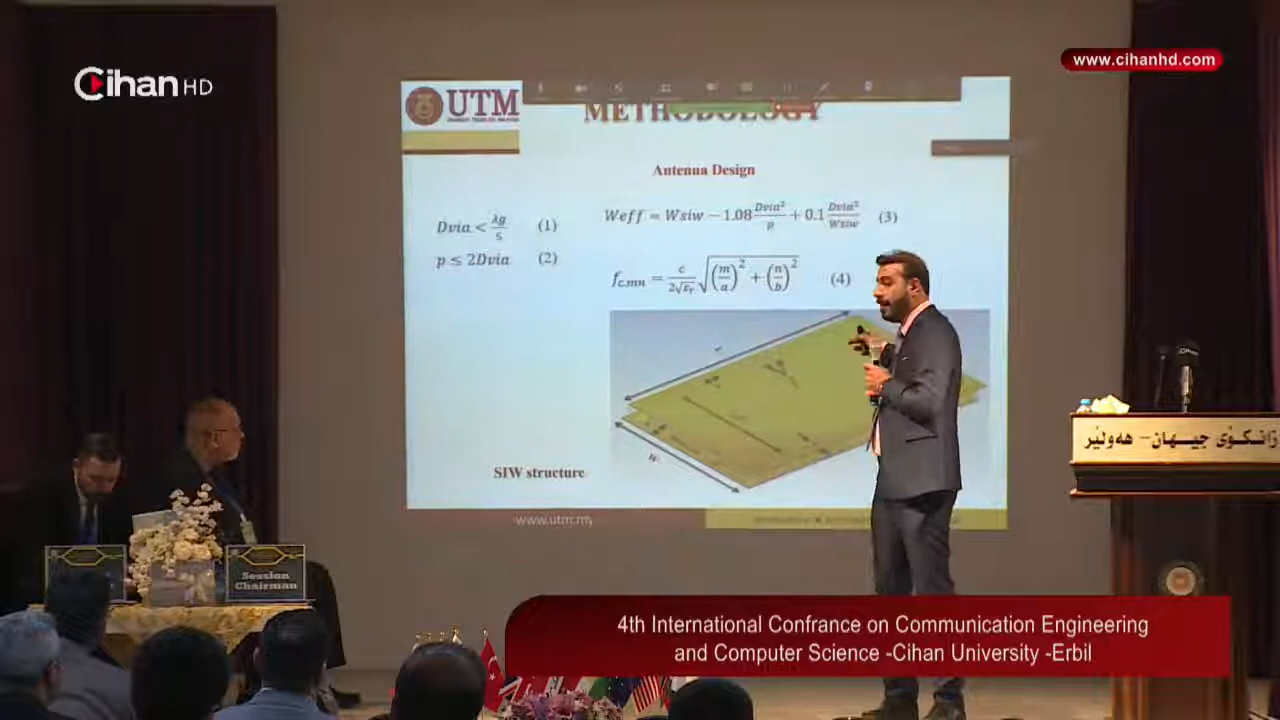 Cihan HD
www.cihanhd.com
UTM
METHODOLOGY
Antenna Design
Dvia < λg/5 (1)
p ≤ 2Dvia (2)
Weff = Wsiw − 1.08 Dvia²/p + 0.1 Dvia²/Wsiw (3)
fc.mn = c/2√εr √((m/a)² + (n/b)²) (4)
SIW structure
www.utm.my
زانکۆی جیهان - هەولێر
Session
Chairman
4th International Confrance on Communication Engineering
and Computer Science -Cihan University -Erbil